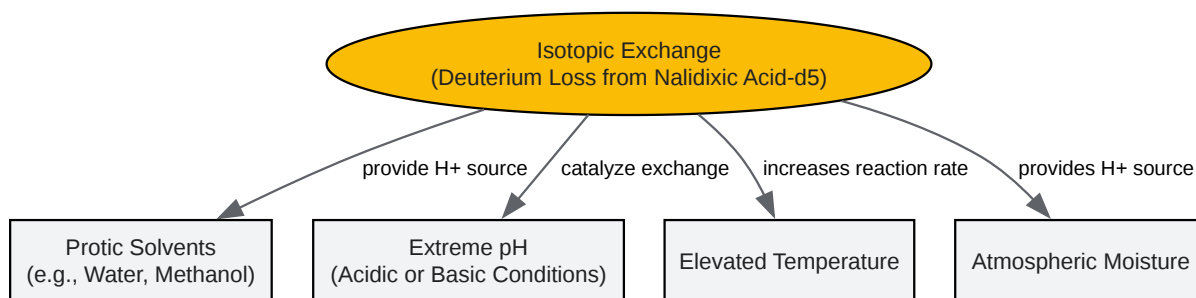 Isotopic Exchange
(Deuterium Loss from Nalidixic Acid-d5)
provide H+ source
catalyze exchange
increases reaction rate
provides H+ source
Protic Solvents
(e.g., Water, Methanol)
Extreme pH
(Acidic or Basic Conditions)
Elevated Temperature
Atmospheric Moisture